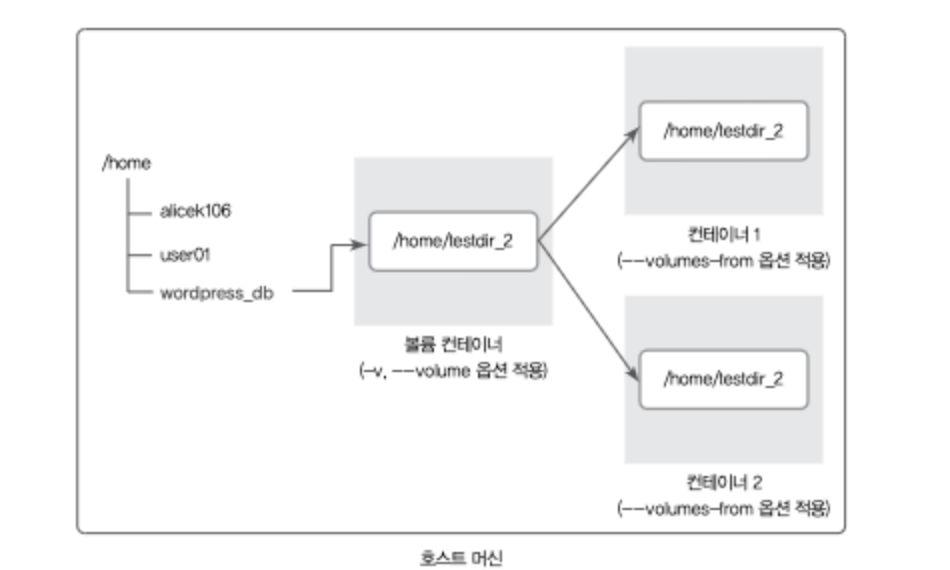 /home
alicek106
user01
wordpress_db
/home/testdir_2
볼륨 컨테이너
(-v, --volume 옵션 적용)
/home/testdir_2
컨테이너 1
(--volumes-from 옵션 적용)
/home/testdir_2
컨테이너 2
(--volumes-from 옵션 적용)
호스트 머신